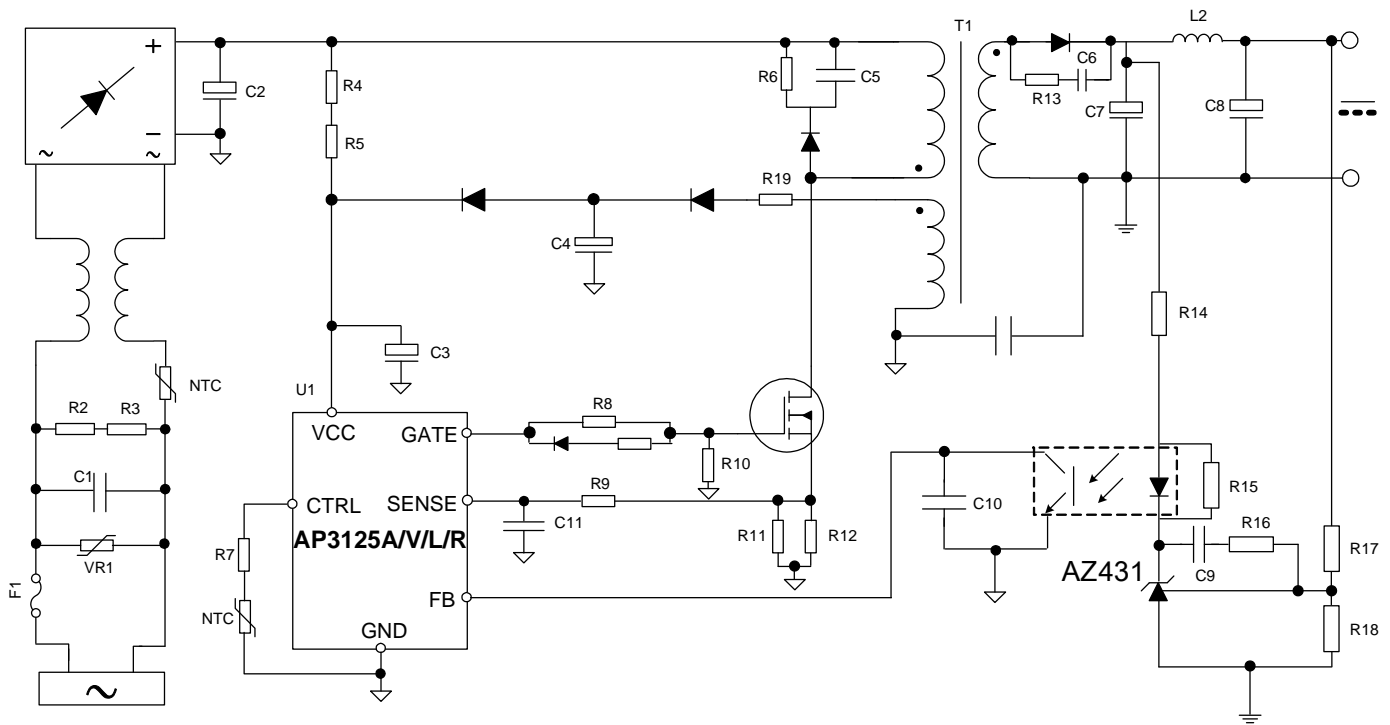 T1
L2
+
C2
R4
R6
C5
C6
R13
C7
C8
−
~ ~
R5
R19
C4
R14
C3
NTC
U1
R2 R3
R8
VCC GATE
R10
C1
CTRL SENSE
R9
C11
R11 R12
C10
R15
R16
AP3125A/V/L/R
R7
VR1
C9
R17
AZ431
F1
NTC
FB
GND
R18
~